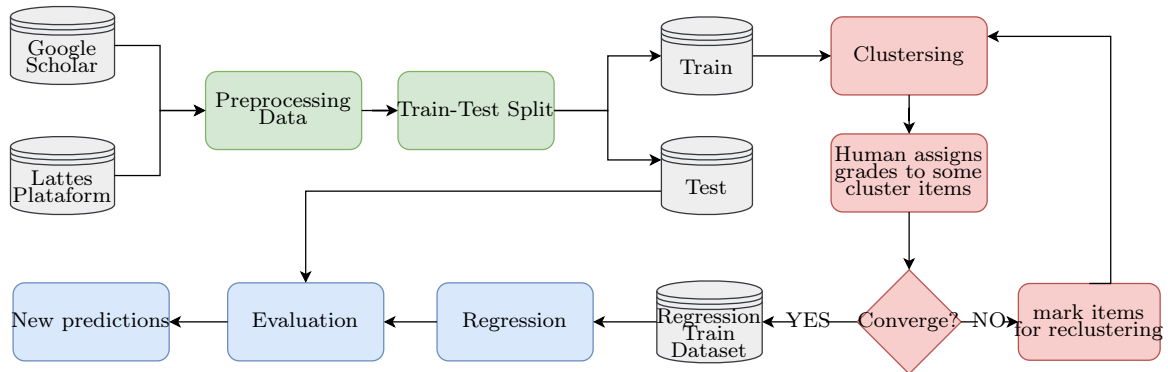 Google
Scholar
Lattes
Plataform
Preprocessing
Data
Train-Test Split
Train
Test
Clustersing
Human assigns
grades to some
cluster items
Converge?
NO
mark items
for reclustering
YES
Regression
Train
Dataset
Regression
Evaluation
New predictions